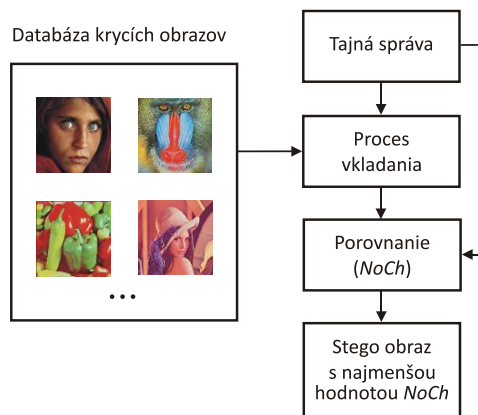 Databáza krycích obrazov
• • •
Tajná správa
Proces
vkladania
Porovnanie
(NoCh)
Stego obraz
s najmenšou
hodnotou NoCh